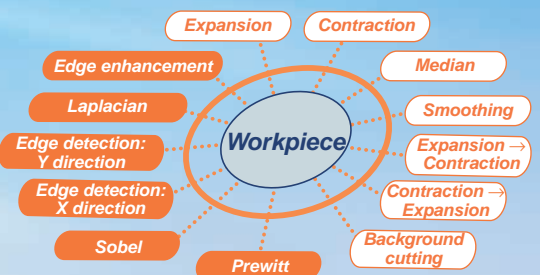 Expansion
Contraction
Edge enhancement
Median
Laplacian
Smoothing
Workpiece
Edge detection:
Y direction
Expansion →
Contraction
Edge detection:
X direction
Contraction →
Expansion
Sobel
Background
cutting
Prewitt